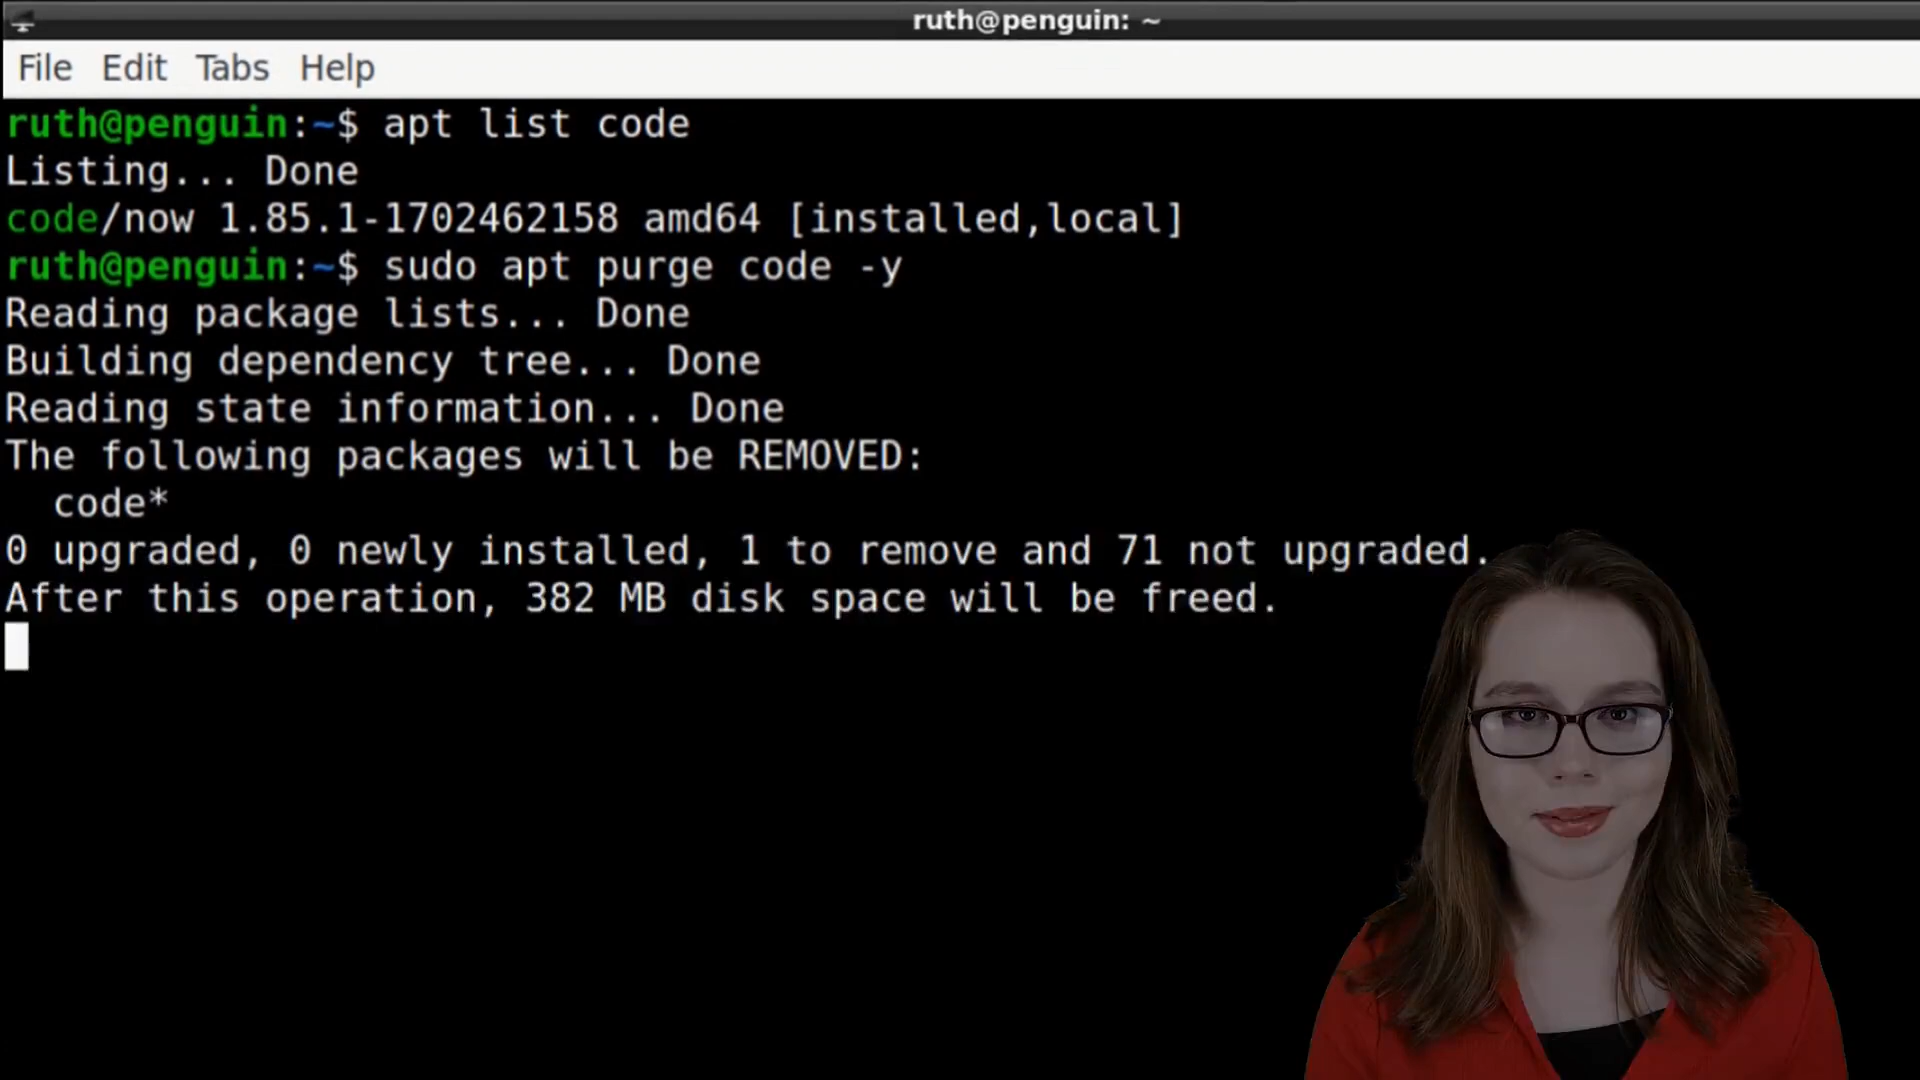 ruth@penguin: ~
File Edit Tabs Help
ruth@penguin:~$ apt list code
Listing... Done
code/now 1.85.1-1702462158 amd64 [installed,local]
ruth@penguin:~$ sudo apt purge code -y
Reading package lists... Done
Building dependency tree... Done
Reading state information... Done
The following packages will be REMOVED:
code*
0 upgraded, 0 newly installed, 1 to remove and 71 not upgraded.
After this operation, 382 MB disk space will be freed.